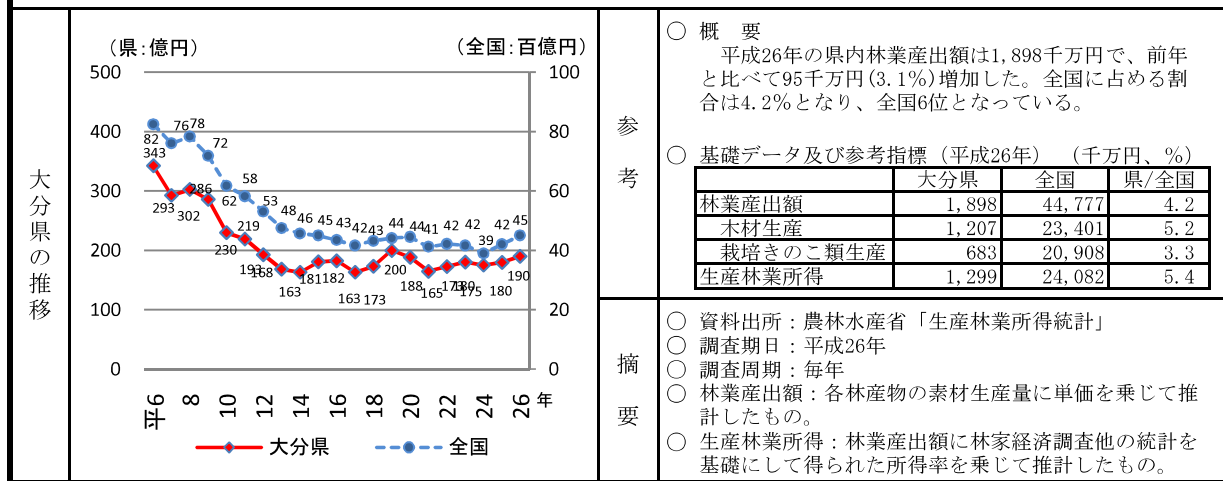 大分県の推移
（県：億円）
（全国：百億円）
500
400
300
200
100
0
100
80
60
40
20
0
82
76
78
72
62
58
53
48
46
45
43
42
43
44
44
41
42
42
39
42
45
343
293
302
286
230
219
193
168
163
181
182
163
173
200
188
165
173
180
175
180
190
平6
8
10
12
14
16
18
20
22
24
26
年
大分県
全国
参考
○ 概　要
平成26年の県内林業産出額は1,898千万円で、前年
と比べて95千万円(3.1%)増加した。全国に占める割
合は4.2%となり、全国6位となっている。
○ 基礎データ及び参考指標（平成26年）　（千万円、%）
大分県　全国　県/全国
林業産出額　1,898　44,777　4.2
木材生産　1,207　23,401　5.2
栽培きのこ類生産　683　20,908　3.3
生産林業所得　1,299　24,082　5.4
摘要
○ 資料出所：農林水産省「生産林業所得統計」
○ 調査期日：平成26年
○ 調査周期：毎年
○ 林業産出額：各林産物の素材生産量に単価を乗じて推
計したもの。
○ 生産林業所得：林業産出額に林家経済調査他の統計を
基礎にして得られた所得率を乗じて推計したもの。